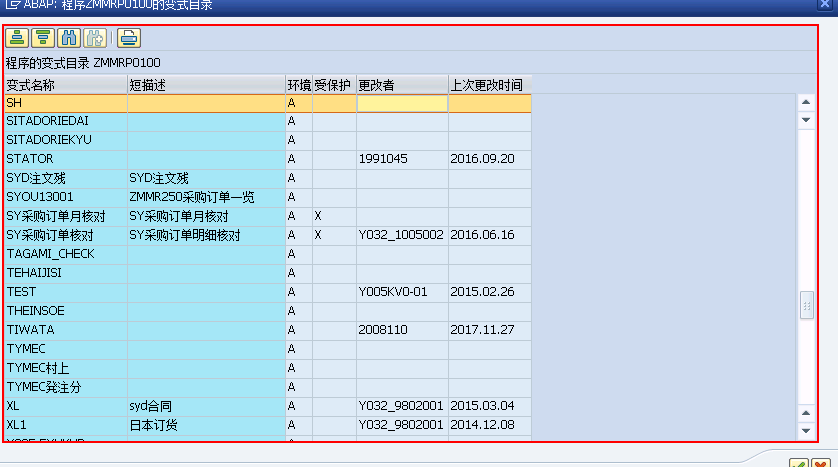 ABAP: 程序ZMMRP0100的变式目录
程序的变式目录 ZMMRP0100
变式名称 短描述 环境 受保护 更改者 上次更改时间
SH A
SITADORIEDAI A
SITADORIEKYU A
STATOR A 1991045 2016.09.20
SYD注文残 SYD注文残 A
SYOU13001 ZMMR250采购订单一览 A
SY采购订单月核对 SY采购订单月核对 A X
SY采购订单核对 SY采购订单明细核对 A X Y032_1005002 2016.06.16
TAGAMI_CHECK A
TEHAIJISI A
TEST A Y005KV0-01 2015.02.26
THEINSOE A
TIWATA A 2008110 2017.11.27
TYMEC A
TYMEC村上 A
TYMEC発注分 A
XL syd合同 A Y032_9802001 2015.03.04
XL1 日本订货 A Y032_9802001 2014.12.08